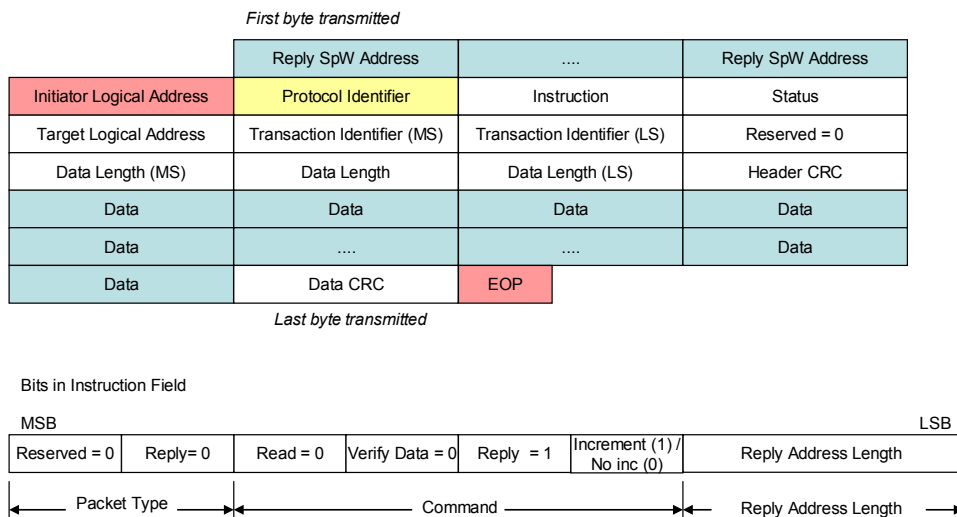 First byte transmitted
Reply SpW Address .... Reply SpW Address
Initiator Logical Address Protocol Identifier Instruction Status
Target Logical Address Transaction Identifier (MS) Transaction Identifier (LS) Reserved = 0
Data Length (MS) Data Length Data Length (LS) Header CRC
Data Data Data Data
Data .... .... Data
Data Data CRC EOP
Last byte transmitted
Bits in Instruction Field
MSB LSB
Reserved = 0 Reply= 0 Read = 0 Verify Data = 0 Reply = 1 Increment (1) / No inc (0) Reply Address Length
Packet Type Command Reply Address Length